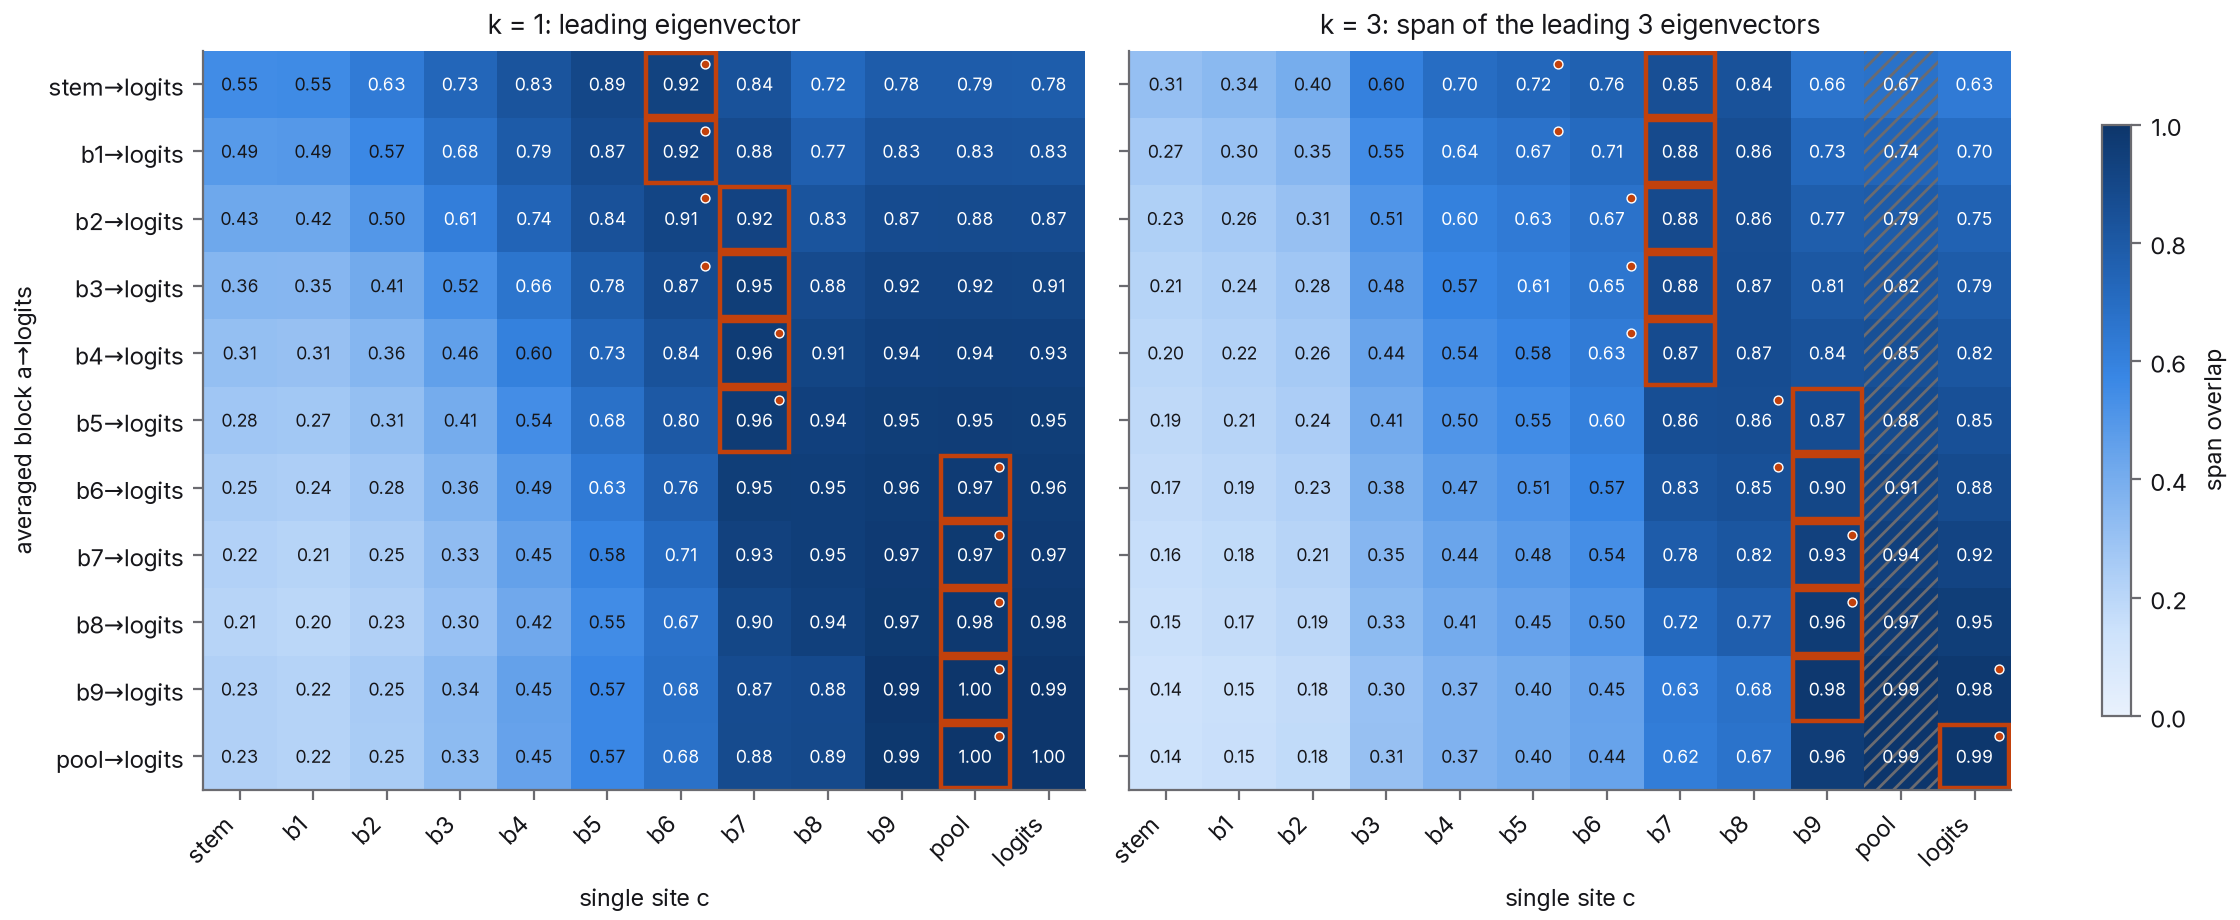 k = 1: leading eigenvector
k = 3: span of the leading 3 eigenvectors
averaged block a→logits
stem→logits 0.55 0.55 0.63 0.73 0.83 0.89 0.92 0.84 0.72 0.78 0.79 0.78 0.31 0.34 0.40 0.60 0.70 0.72 0.76 0.85 0.84 0.66 0.67 0.63
b1→logits 0.49 0.49 0.57 0.68 0.79 0.87 0.92 0.88 0.77 0.83 0.83 0.83 0.27 0.30 0.35 0.55 0.64 0.67 0.71 0.88 0.86 0.73 0.74 0.70
b2→logits 0.43 0.42 0.50 0.61 0.74 0.84 0.91 0.92 0.83 0.87 0.88 0.87 0.23 0.26 0.31 0.51 0.60 0.63 0.67 0.88 0.86 0.77 0.79 0.75
b3→logits 0.36 0.35 0.41 0.52 0.66 0.78 0.87 0.95 0.88 0.92 0.92 0.91 0.21 0.24 0.28 0.48 0.57 0.61 0.65 0.88 0.87 0.81 0.82 0.79
b4→logits 0.31 0.31 0.36 0.46 0.60 0.73 0.84 0.96 0.91 0.94 0.94 0.93 0.20 0.22 0.26 0.44 0.54 0.58 0.63 0.87 0.87 0.84 0.85 0.82
b5→logits 0.28 0.27 0.31 0.41 0.54 0.68 0.80 0.96 0.94 0.95 0.95 0.95 0.19 0.21 0.24 0.41 0.50 0.55 0.60 0.86 0.86 0.87 0.88 0.85
b6→logits 0.25 0.24 0.28 0.36 0.49 0.63 0.76 0.95 0.95 0.96 0.97 0.96 0.17 0.19 0.23 0.38 0.47 0.51 0.57 0.83 0.85 0.90 0.91 0.88
b7→logits 0.22 0.21 0.25 0.33 0.45 0.58 0.71 0.93 0.95 0.97 0.97 0.97 0.16 0.18 0.21 0.35 0.44 0.48 0.54 0.78 0.82 0.93 0.94 0.92
b8→logits 0.21 0.20 0.23 0.30 0.42 0.55 0.67 0.90 0.94 0.97 0.98 0.98 0.15 0.17 0.19 0.33 0.41 0.45 0.50 0.72 0.77 0.96 0.97 0.95
b9→logits 0.23 0.22 0.25 0.34 0.45 0.57 0.68 0.87 0.88 0.99 1.00 0.99 0.14 0.15 0.18 0.30 0.37 0.40 0.45 0.63 0.68 0.98 0.99 0.98
pool→logits 0.23 0.22 0.25 0.33 0.45 0.57 0.68 0.88 0.89 0.99 1.00 1.00 0.14 0.15 0.18 0.31 0.37 0.40 0.44 0.62 0.67 0.96 0.99 0.99
stem b1 b2 b3 b4 b5 b6 b7 b8 b9 pool logits
stem b1 b2 b3 b4 b5 b6 b7 b8 b9 pool logits
single site c
single site c
1.0
0.8
0.6
0.4
0.2
0.0
span overlap